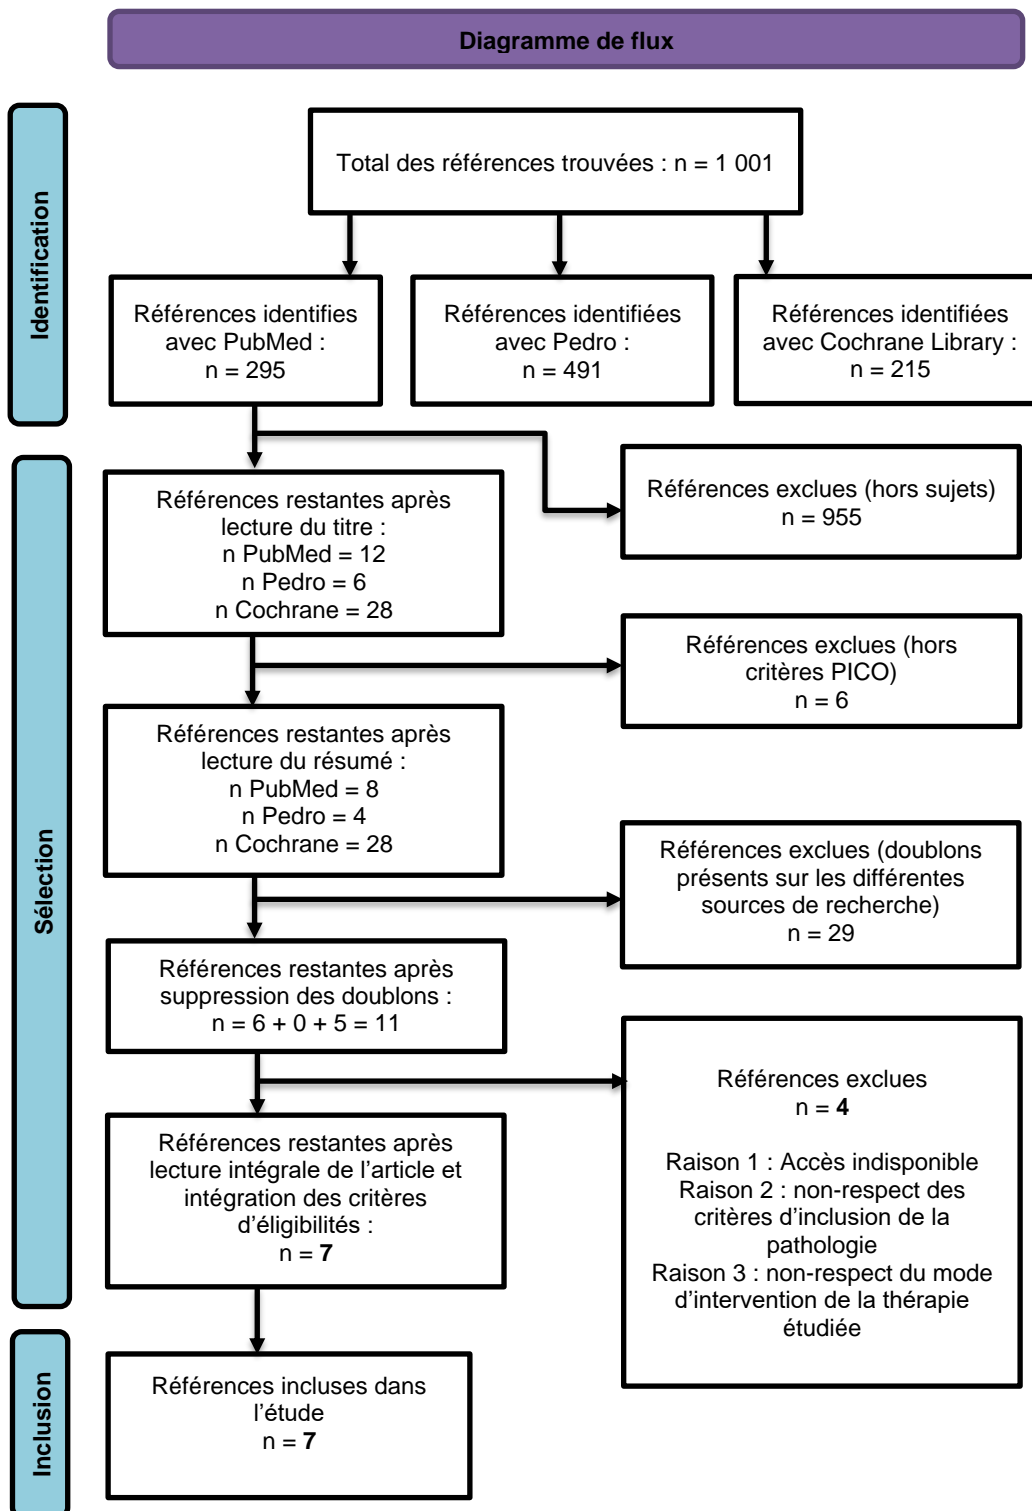 Diagramme de flux
Identification
Total des références trouvées : n = 1 001
Références identifies
avec PubMed :
n = 295
Références identifiées
avec Pedro :
n = 491
Références identifiées
avec Cochrane Library :
n = 215
Sélection
Références restantes après
lecture du titre :
n PubMed = 12
n Pedro = 6
n Cochrane = 28
Références exclues (hors sujets)
n = 955
Références exclues (hors
critères PICO)
n = 6
Références restantes après
lecture du résumé :
n PubMed = 8
n Pedro = 4
n Cochrane = 28
Références exclues (doublons
présents sur les différentes
sources de recherche)
n = 29
Références restantes après
suppression des doublons :
n = 6 + 0 + 5 = 11
Références exclues
n = 4
Raison 1 : Accès indisponible
Raison 2 : non-respect des
critères d’inclusion de la
pathologie
Raison 3 : non-respect du mode
d’intervention de la thérapie
étudiée
Références restantes après
lecture intégrale de l’article et
intégration des critères
d’éligibilités :
n = 7
Inclusion
Références incluses dans
l’étude
n = 7